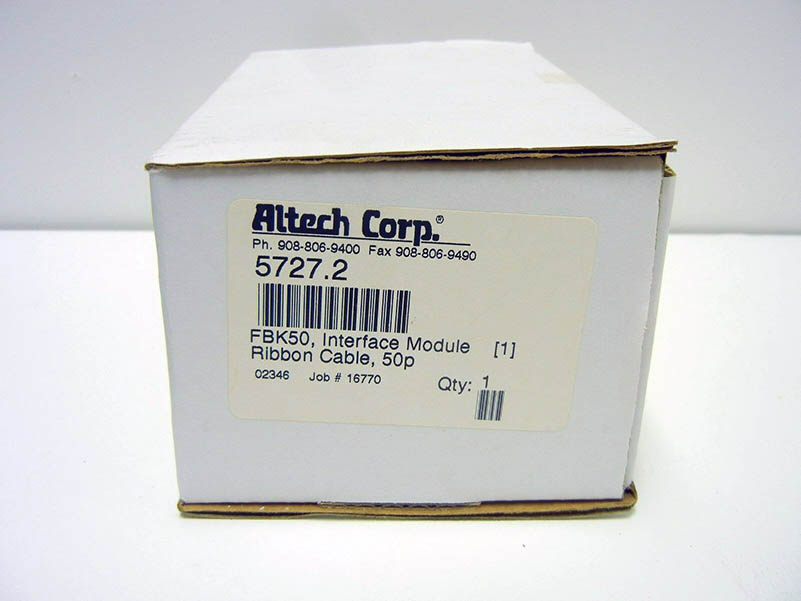 Altech Corp.®
Ph. 908-806-9400 Fax 908-806-9490
5727.2
FBK50, Interface Module [1]
Ribbon Cable, 50p
02346 Job # 16770
Qty: 1